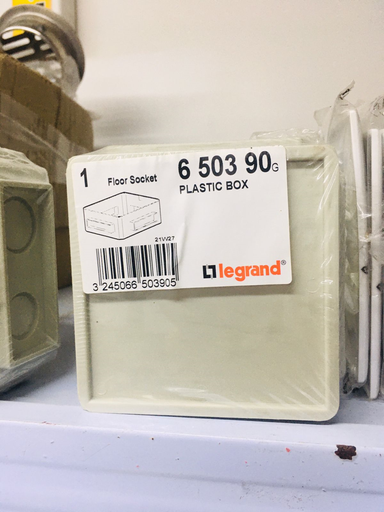 1 Floor Socket 6 503 90G
PLASTIC BOX
21W27
3 245066 503905
legrand®